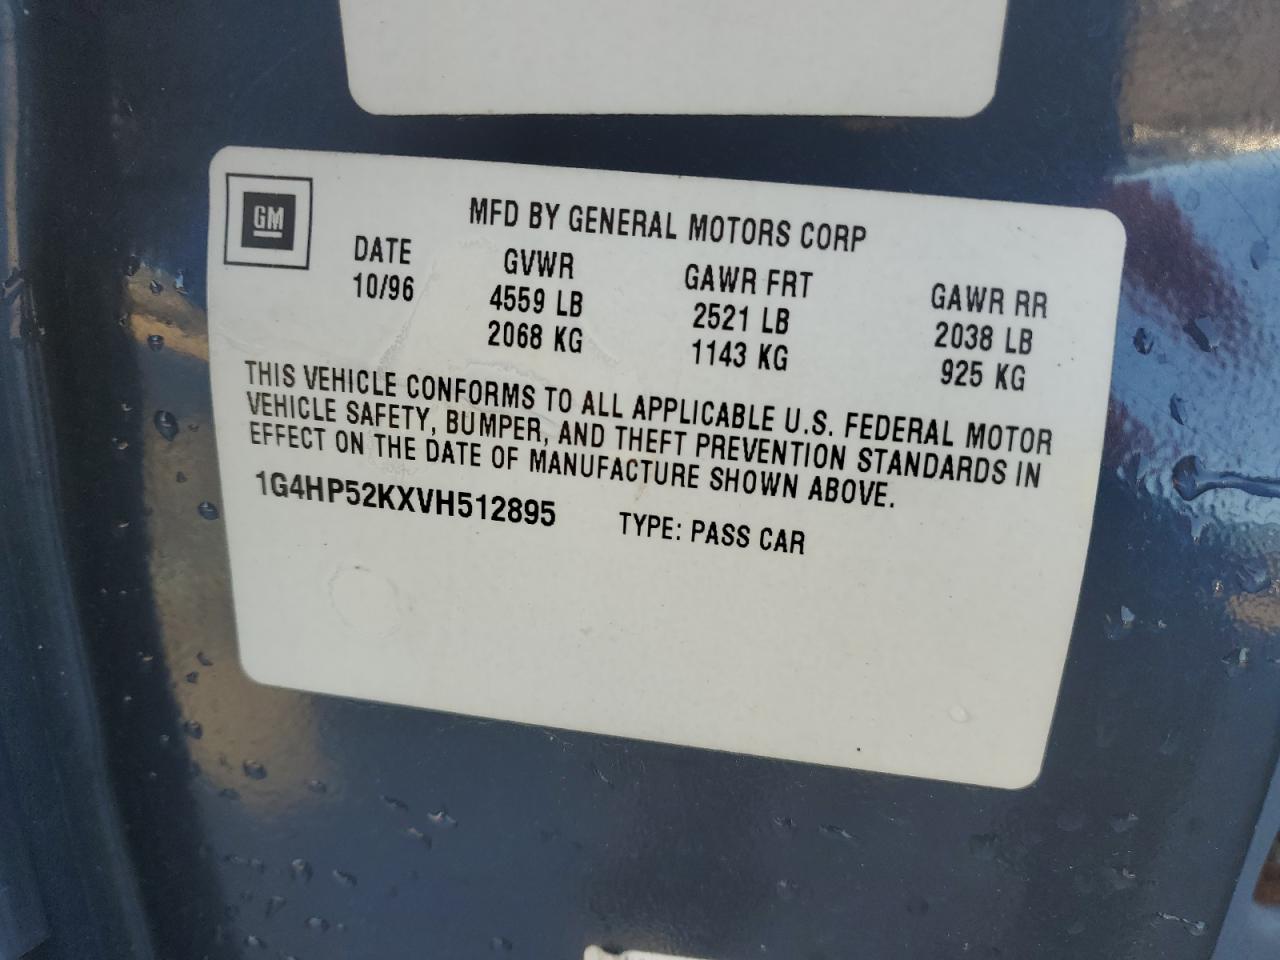 GM
MFD BY GENERAL MOTORS CORP
DATE GVWR GAWR FRT GAWR RR
10/96 4559 LB 2521 LB 2038 LB
2068 KG 1143 KG 925 KG
THIS VEHICLE CONFORMS TO ALL APPLICABLE U.S. FEDERAL MOTOR
VEHICLE SAFETY, BUMPER, AND THEFT PREVENTION STANDARDS IN
EFFECT ON THE DATE OF MANUFACTURE SHOWN ABOVE.
1G4HP52KXVH512895 TYPE: PASS CAR